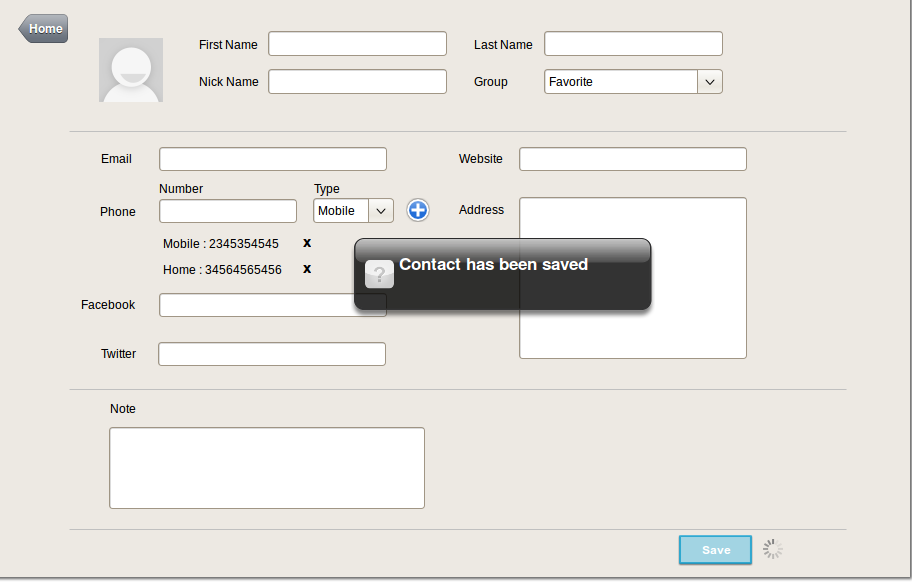 Home
First Name
Last Name
Nick Name
Group
Favorite
Email
Website
Number
Type
Phone
Mobile
Address
Mobile : 2345354545
x
Home : 34564565456
x
?
Contact has been saved
Facebook
Twitter
Note
Save